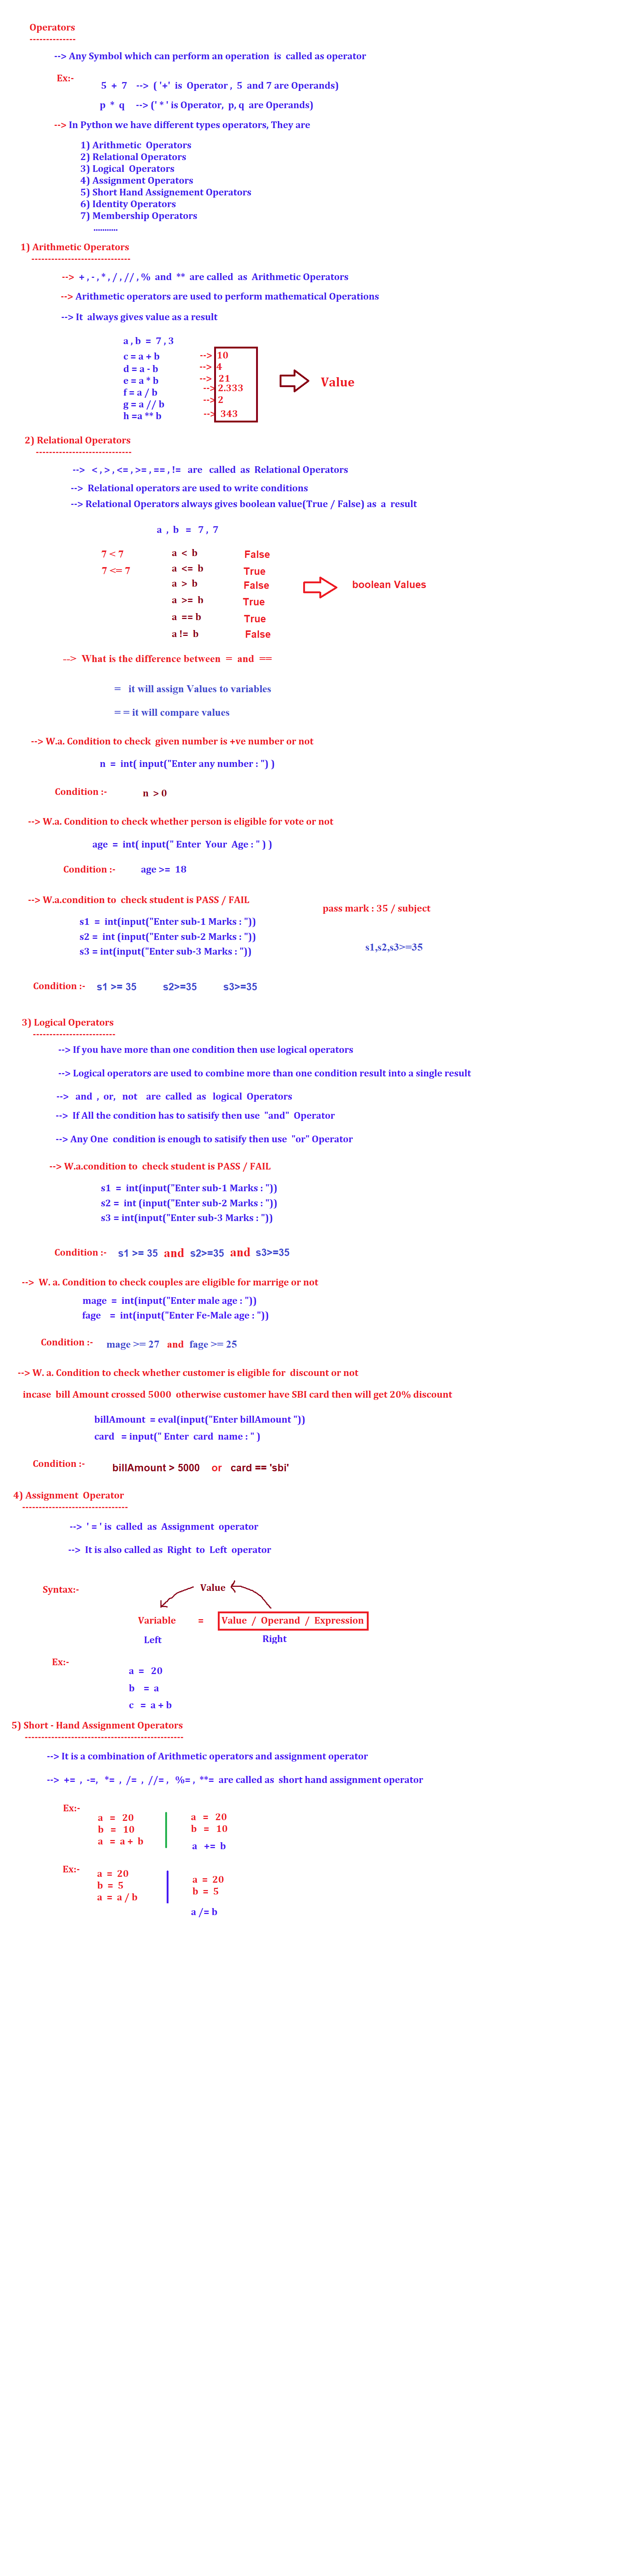 Operators
--------------
--> Any Symbol which can perform an operation is called as operator
Ex:-
5 + 7 --> ( '+' is Operator , 5 and 7 are Operands)
p * q --> (' * ' is Operator, p, q are Operands)
--> In Python we have different types operators, They are
1) Arithmetic Operators
2) Relational Operators
3) Logical Operators
4) Assignment Operators
5) Short Hand Assignement Operators
6) Identity Operators
7) Membership Operators
...........
1) Arithmetic Operators
------------------------------
--> + , - , * , / , // , % and ** are called as Arithmetic Operators
--> Arithmetic operators are used to perform mathematical Operations
--> It always gives value as a result
a , b = 7 , 3
c = a + b --> 10
d = a - b --> 4
e = a * b --> 21
f = a / b --> 2.333
g = a // b --> 2
h =a ** b --> 343
Value
2) Relational Operators
-----------------------------
--> < , > , <= , >= , == , != are called as Relational Operators
--> Relational operators are used to write conditions
--> Relational Operators always gives boolean value(True / False) as a result
a , b = 7 , 7
7 < 7 a < b False
7 <= 7 a <= b True
a > b False
a >= b True
a == b True
a != b False
boolean Values
--> What is the difference between = and ==
= it will assign Values to variables
= = it will compare values
--> W.a. Condition to check given number is +ve number or not
n = int( input("Enter any number : ") )
Condition :- n > 0
--> W.a. Condition to check whether person is eligible for vote or not
age = int( input(" Enter Your Age : " ) )
Condition :- age >= 18
--> W.a.condition to check student is PASS / FAIL
pass mark : 35 / subject
s1 = int(input("Enter sub-1 Marks : "))
s2 = int (input("Enter sub-2 Marks : "))
s3 = int(input("Enter sub-3 Marks : "))
s1,s2,s3>=35
Condition :- s1 >= 35 s2>=35 s3>=35
3) Logical Operators
-------------------------
--> If you have more than one condition then use logical operators
--> Logical operators are used to combine more than one condition result into a single result
--> and , or, not are called as logical Operators
--> If All the condition has to satisify then use "and" Operator
--> Any One condition is enough to satisify then use "or" Operator
--> W.a.condition to check student is PASS / FAIL
s1 = int(input("Enter sub-1 Marks : "))
s2 = int (input("Enter sub-2 Marks : "))
s3 = int(input("Enter sub-3 Marks : "))
Condition :- s1 >= 35 and s2>=35 and s3>=35
--> W. a. Condition to check couples are eligible for marrige or not
mage = int(input("Enter male age : "))
fage = int(input("Enter Fe-Male age : "))
Condition :- mage >= 27 and fage >= 25
--> W. a. Condition to check whether customer is eligible for discount or not
incase bill Amount crossed 5000 otherwise customer have SBI card then will get 20% discount
billAmount = eval(input("Enter billAmount "))
card = input(" Enter card name : " )
Condition :- billAmount > 5000 or card == 'sbi'
4) Assignment Operator
--------------------------------
--> ' = ' is called as Assignment operator
--> It is also called as Right to Left operator
Syntax:- Value
Variable = Value / Operand / Expression
Left Right
Ex:-
a = 20
b = a
c = a + b
5) Short - Hand Assignment Operators
------------------------------------------------
--> It is a combination of Arithmetic operators and assignment operator
--> += , -=, *= , /= , //= , %= , **= are called as short hand assignment operator
Ex:-
a = 20 a = 20
b = 10 b = 10
a = a + b a += b
Ex:-
a = 20 a = 20
b = 5 b = 5
a = a / b
a /= b